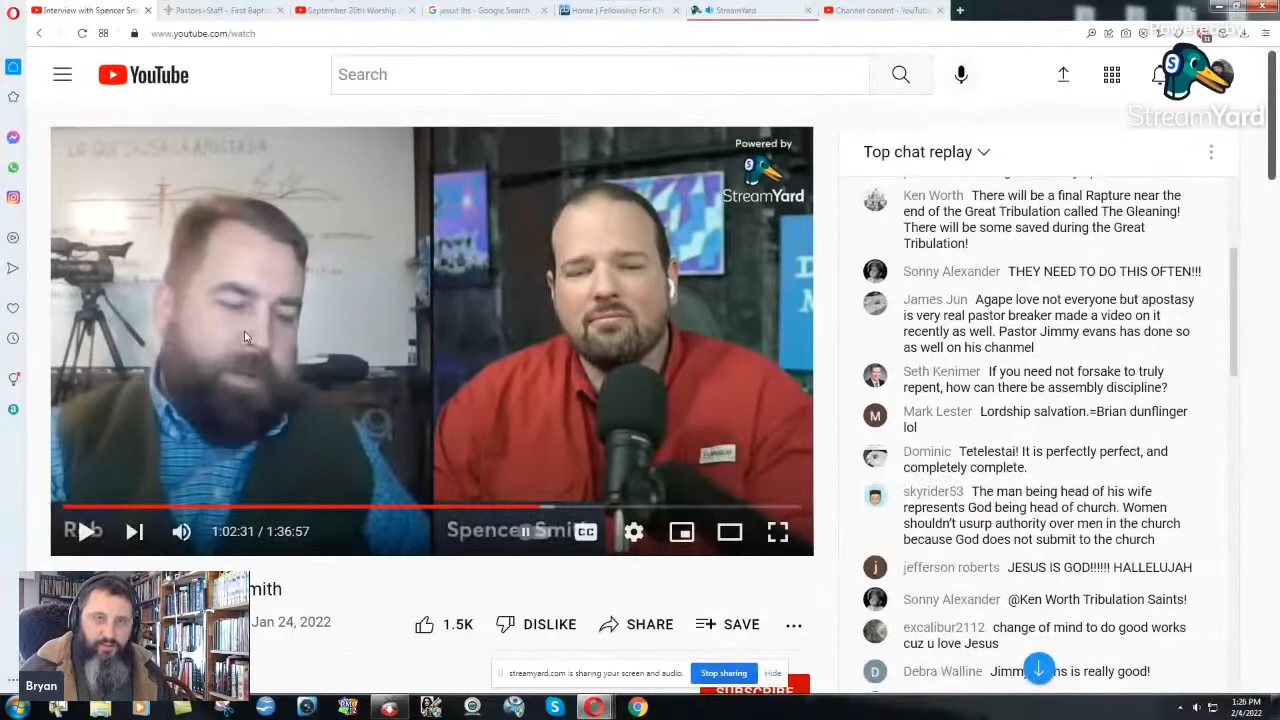 Interview with Spencer Sm
Pastors+Staff – First Baptis
September 26th Worship
jesuit ihs - Google Search
Home | Fellowship For KJV
StreamYard
Channel content - YouTube
www.youtube.com/watch
Powered by
StreamYard
YouTube
Search
Top chat replay
Powered by
StreamYard
Ken Worth There will be a final Rapture near the
end of the Great Tribulation called The Gleaning!
There will be some saved during the Great
Tribulation!
Sonny Alexander THEY NEED TO DO THIS OFTEN!!!
James Jun Agape love not everyone but apostasy
is very real pastor breaker made a video on it
recently as well. Pastor Jimmy evans has done so
as well on his channel
Seth Kenimer If you need not forsake to truly
repent, how can there be assembly discipline?
Mark Lester Lordship salvation.=Brian dunflinger
lol
Dominic Tetelestai! It is perfectly perfect, and
completely complete.
skyrider53 The man being head of his wife
represents God being head of church. Women
shouldn't usurp authority over men in the church
because God does not submit to the church
jefferson roberts JESUS IS GOD!!!!!! HALLELUJAH
Sonny Alexander @Ken Worth Tribulation Saints!
excalibur2112 change of mind to do good works
cuz u love Jesus
Debra Walline
is really good!
Rob
1:02:31 / 1:36:57
Spencer Smith
CC
mith
Jan 24, 2022
1.5K
DISLIKE
SHARE
SAVE
streamyard.com is sharing your screen and audio.
Stop sharing
Hide
SUBSCRIBE
Bryan
1:26 PM
2/4/2022